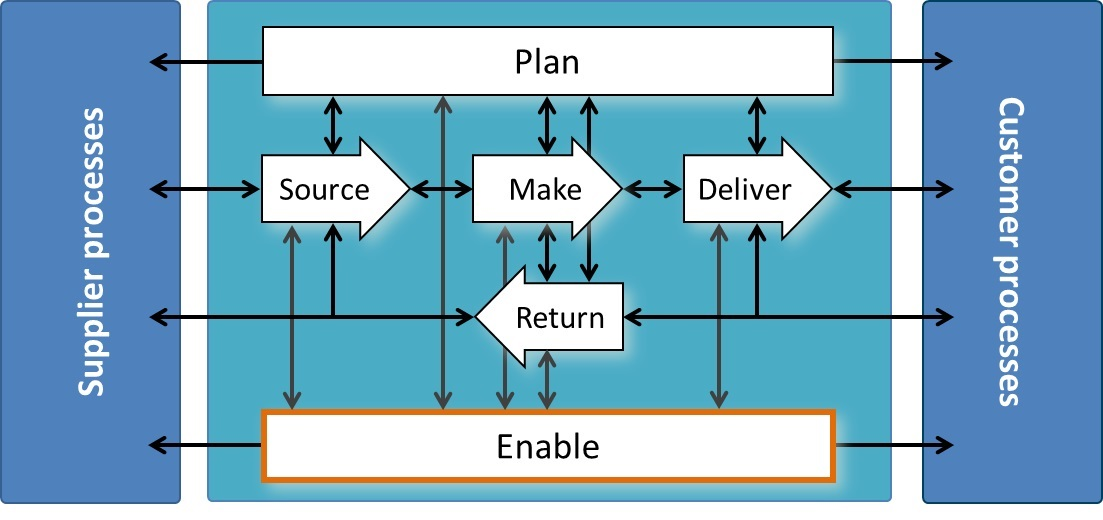 Plan
Supplier processes
Source
Make
Deliver
Customer processes
Return
Enable